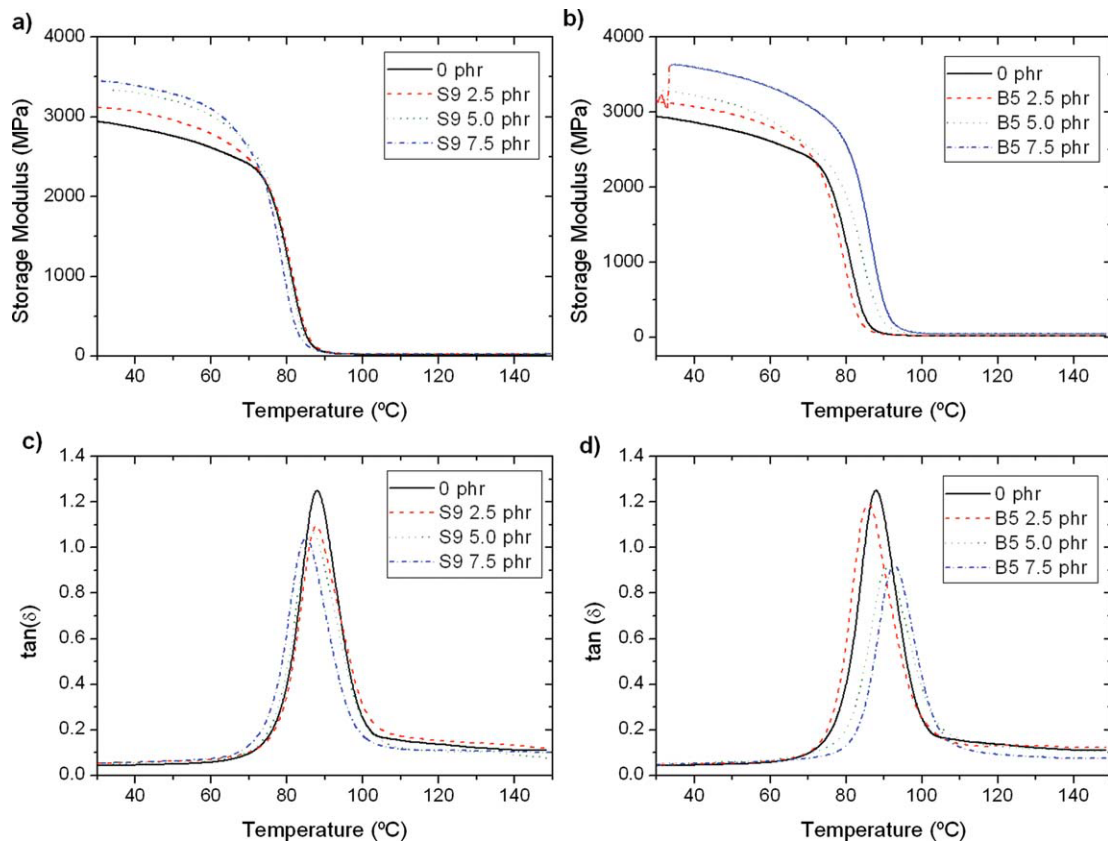 a)
Storage Modulus (MPa)
4000
3000
2000
1000
0
0 phr
S9 2.5 phr
S9 5.0 phr
S9 7.5 phr
40 60 80 100 120 140
Temperature (ºC)
b)
Storage Modulus (MPa)
4000
3000
2000
1000
0
0 phr
B5 2.5 phr
B5 5.0 phr
B5 7.5 phr
40 60 80 100 120 140
Temperature (ºC)
c)
tan(δ)
1.4
1.2
1.0
0.8
0.6
0.4
0.2
0.0
0 phr
S9 2.5 phr
S9 5.0 phr
S9 7.5 phr
40 60 80 100 120 140
Temperature (ºC)
d)
tan (δ)
1.4
1.2
1.0
0.8
0.6
0.4
0.2
0.0
0 phr
B5 2.5 phr
B5 5.0 phr
B5 7.5 phr
40 60 80 100 120 140
Temperature (ºC)